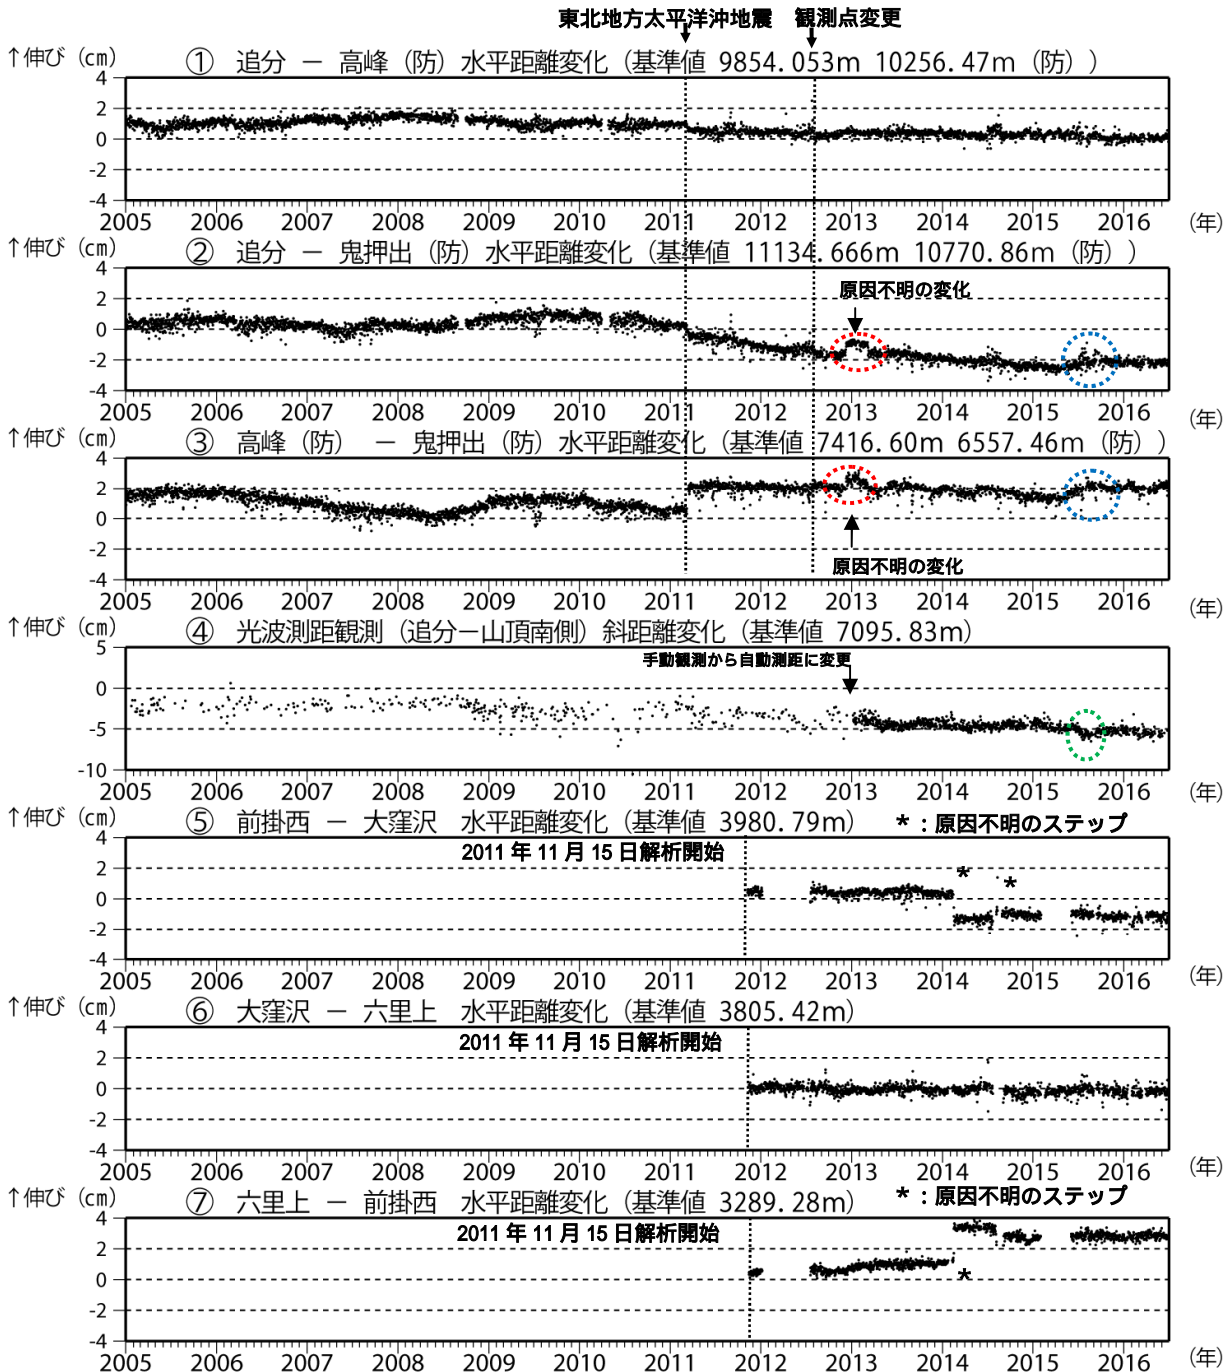 東北地方太平洋沖地震 観測点変更
↑伸び (cm) ① 追分 － 高峰（防）水平距離変化（基準値 9854.053m 10256.47m（防））
4
2
0
-2
-4
2005 2006 2007 2008 2009 2010 2011 2012 2013 2014 2015 2016 (年)
↑伸び (cm) ② 追分 － 鬼押出（防）水平距離変化（基準値 11134.666m 10770.86m（防））
4
原因不明の変化
2
0
-2
-4
2005 2006 2007 2008 2009 2010 2011 2012 2013 2014 2015 2016 (年)
↑伸び (cm) ③ 高峰（防） － 鬼押出（防）水平距離変化（基準値 7416.60m 6557.46m（防））
4
2
0
-2
原因不明の変化
-4
2005 2006 2007 2008 2009 2010 2011 2012 2013 2014 2015 2016 (年)
↑伸び (cm) ④ 光波測距観測（追分－山頂南側）斜距離変化（基準値 7095.83m）
5
手動観測から自動測距に変更
0
-5
-10
2005 2006 2007 2008 2009 2010 2011 2012 2013 2014 2015 2016 (年)
↑伸び (cm) ⑤ 前掛西 － 大窪沢 水平距離変化（基準値 3980.79m） *：原因不明のステップ
4
2011 年 11 月 15 日解析開始
2
* *
0
-2
-4
2005 2006 2007 2008 2009 2010 2011 2012 2013 2014 2015 2016 (年)
↑伸び (cm) ⑥ 大窪沢 － 六里上 水平距離変化（基準値 3805.42m）
4
2011 年 11 月 15 日解析開始
2
0
-2
-4
2005 2006 2007 2008 2009 2010 2011 2012 2013 2014 2015 2016 (年)
↑伸び (cm) ⑦ 六里上 － 前掛西 水平距離変化（基準値 3289.28m） *：原因不明のステップ
4
2011 年 11 月 15 日解析開始
2
0
*
-2
-4
2005 2006 2007 2008 2009 2010 2011 2012 2013 2014 2015 2016 (年)